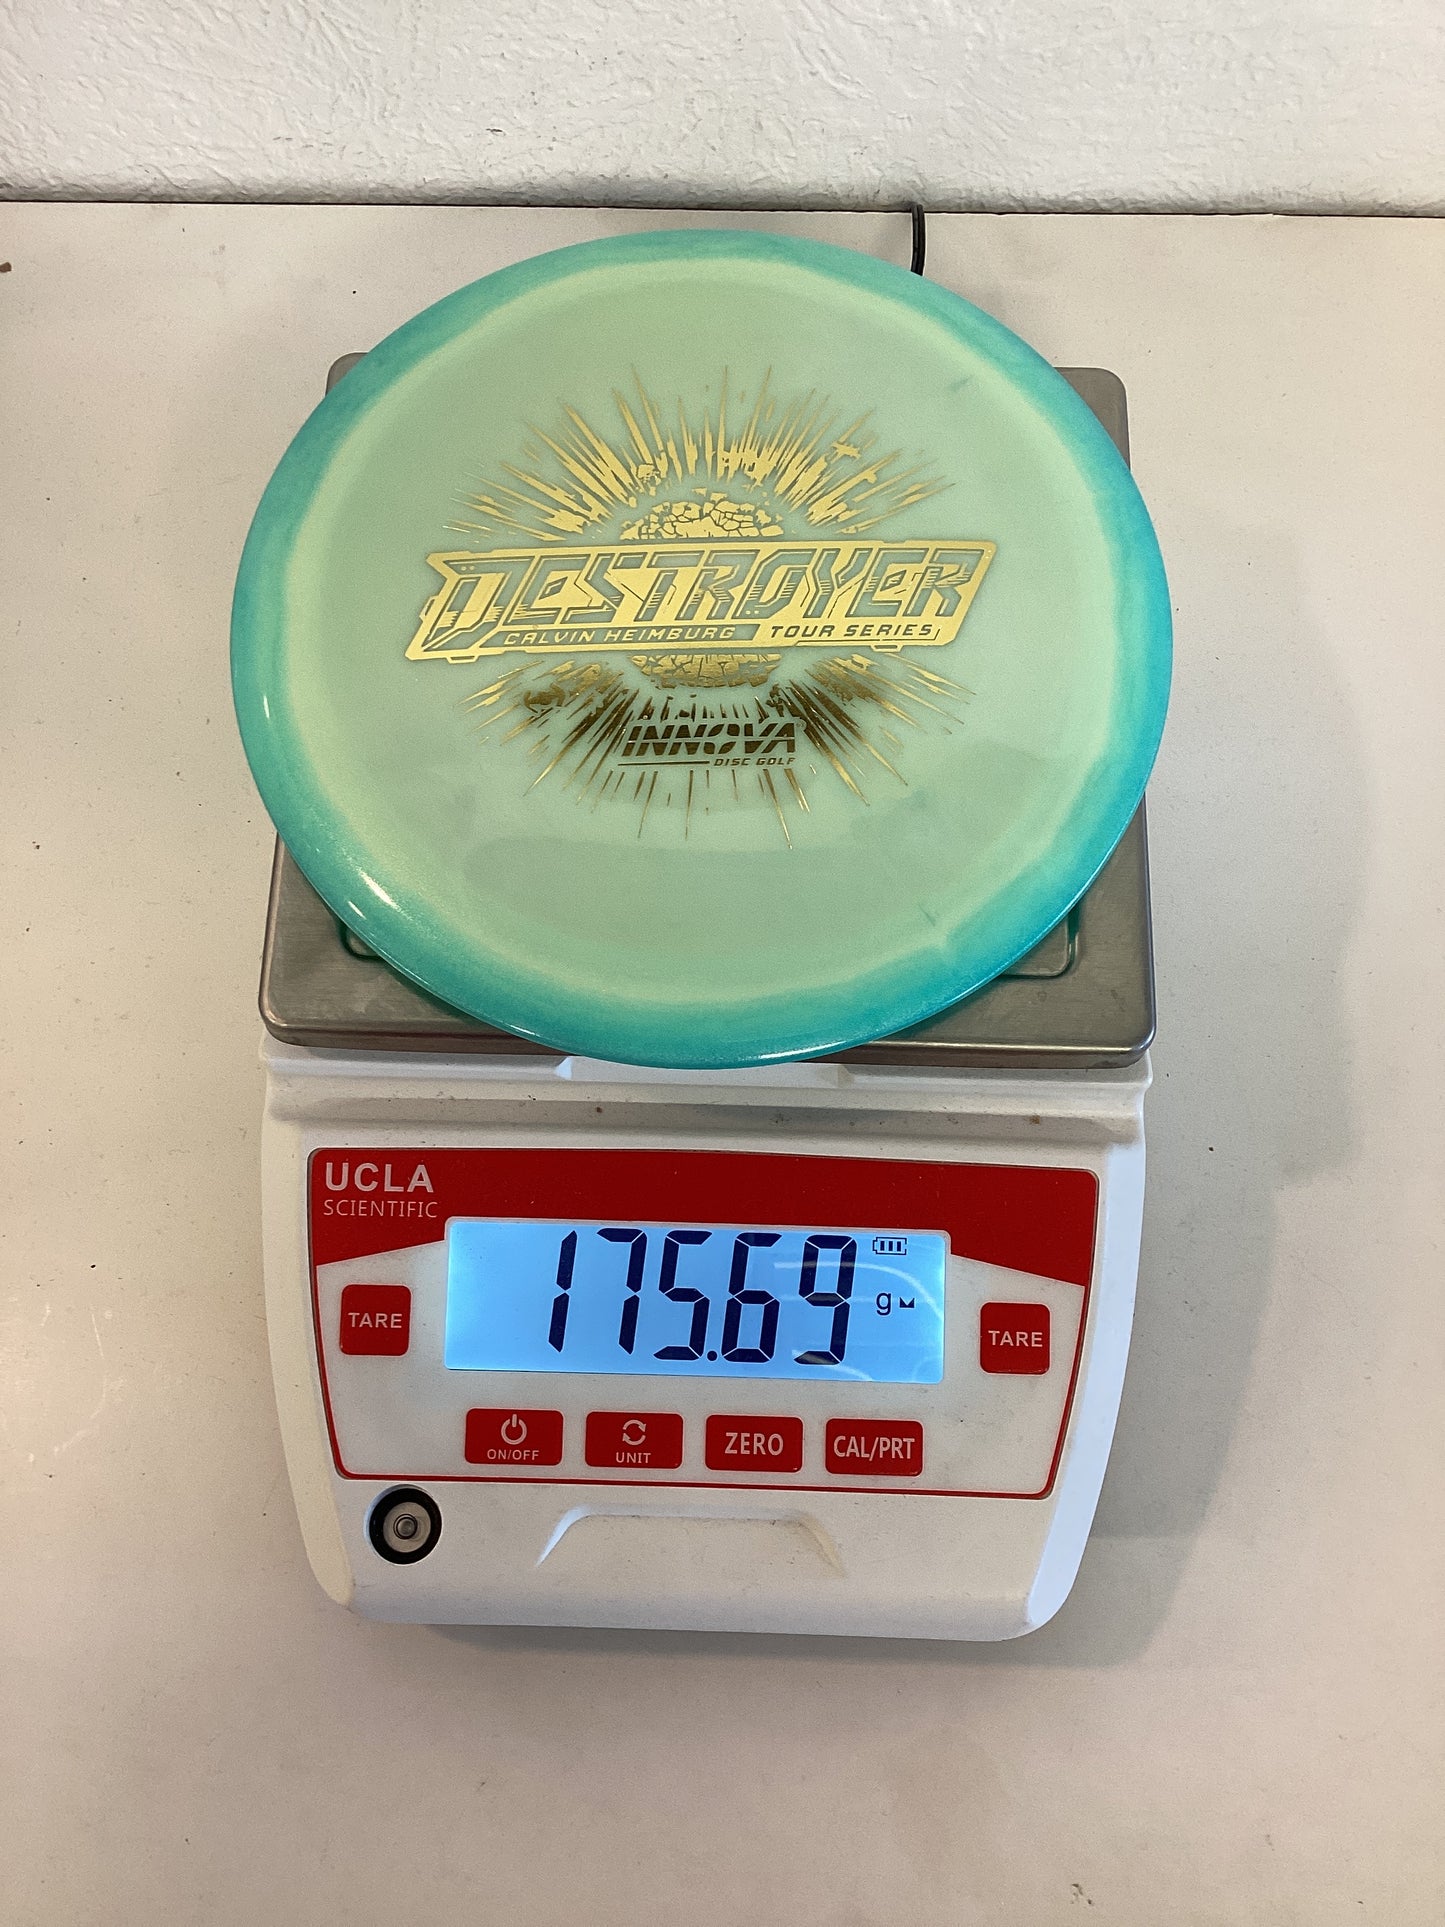 DESTROYER
CALVIN HEIMBURG TOUR SERIES
INNOVA
DISC GOLF
UCLA
SCIENTIFIC
175.69 g
TARE
TARE
ON/OFF
UNIT
ZERO
CAL/PRT